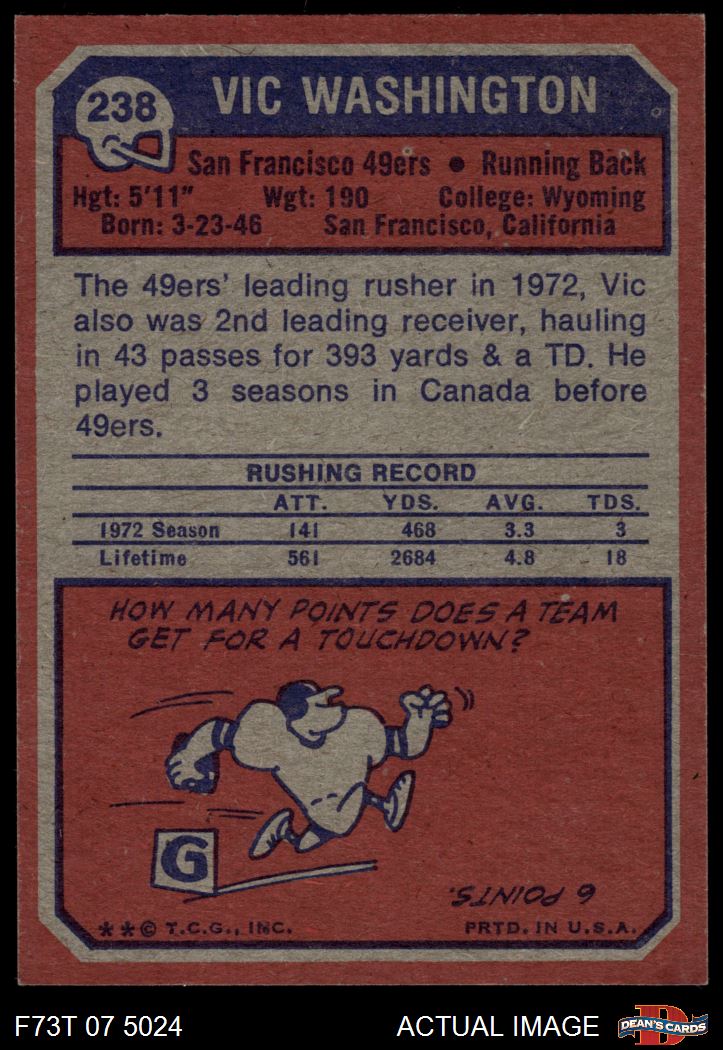 238
VIC WASHINGTON
San Francisco 49ers • Running Back
Hgt: 5'11" Wgt: 190 College: Wyoming
Born: 3-23-46 San Francisco, California
The 49ers' leading rusher in 1972, Vic
also was 2nd leading receiver, hauling
in 43 passes for 393 yards & a TD. He
played 3 seasons in Canada before
49ers.
RUSHING RECORD
ATT. YDS. AVG. TDS.
1972 Season 141 468 3.3 3
Lifetime 561 2684 4.8 18
HOW MANY POINTS DOES A TEAM
GET FOR A TOUCHDOWN?
G
6 POINTS.
**© T.C.G., INC. PRTD. IN U.S.A.
F73T 07 5024 ACTUAL IMAGE
D
DEAN'S CARDS